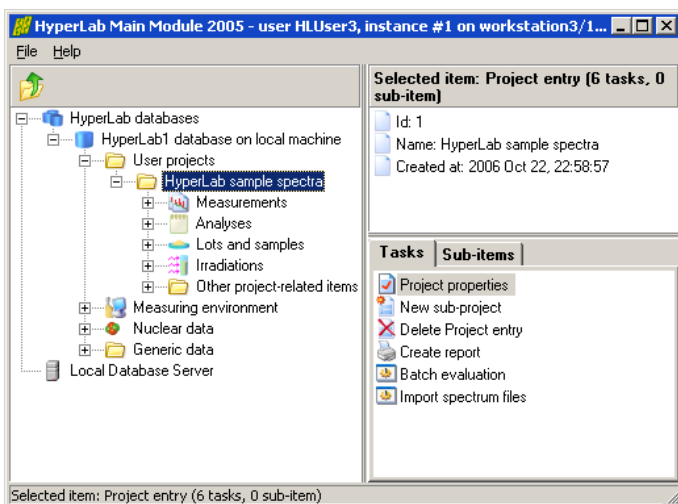 HyperLab Main Module 2005 - user HLUser3, instance #1 on workstation3/1...
File Help
HyperLab databases
HyperLab1 database on local machine
User projects
HyperLab sample spectra
Measurements
Analyses
Lots and samples
Irradiations
Other project-related items
Measuring environment
Nuclear data
Generic data
Local Database Server
Selected item: Project entry (6 tasks, 0
sub-item)
Id: 1
Name: HyperLab sample spectra
Created at: 2006 Oct 22, 22:58:57
Tasks Sub-items
Project properties
New sub-project
Delete Project entry
Create report
Batch evaluation
Import spectrum files
Selected item: Project entry (6 tasks, 0 sub-item)